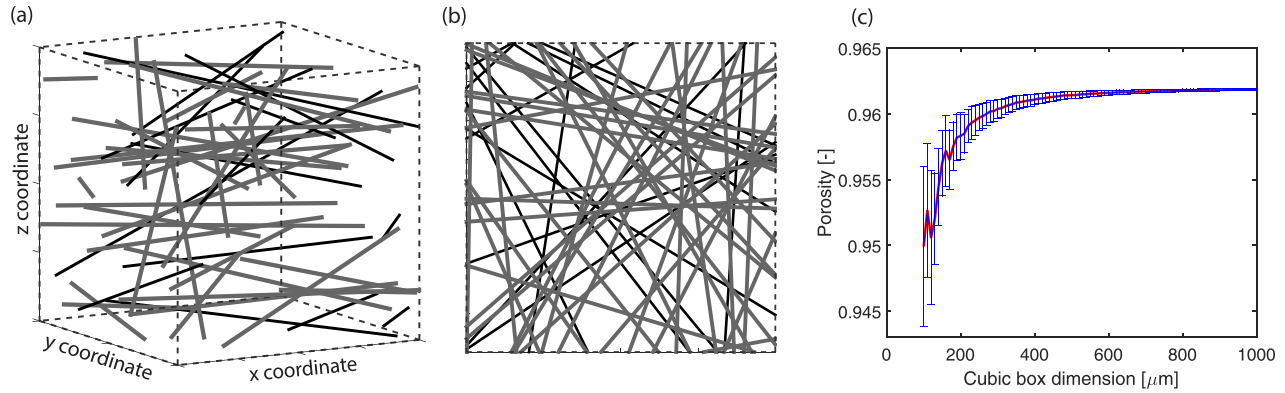 (a)
z coordinate
y coordinate
x coordinate
(b)
(c)
0.965
0.96
0.955
0.95
0.945
Porosity [-]
0 200 400 600 800 1000
Cubic box dimension [μm]